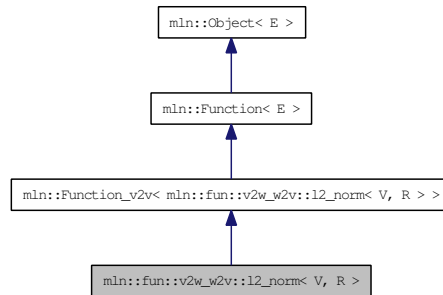 mln::Object< E >
mln::Function< E >
mln::Function_v2v< mln::fun::v2w_w2v::l2_norm< V, R > >
mln::fun::v2w_w2v::l2_norm< V, R >